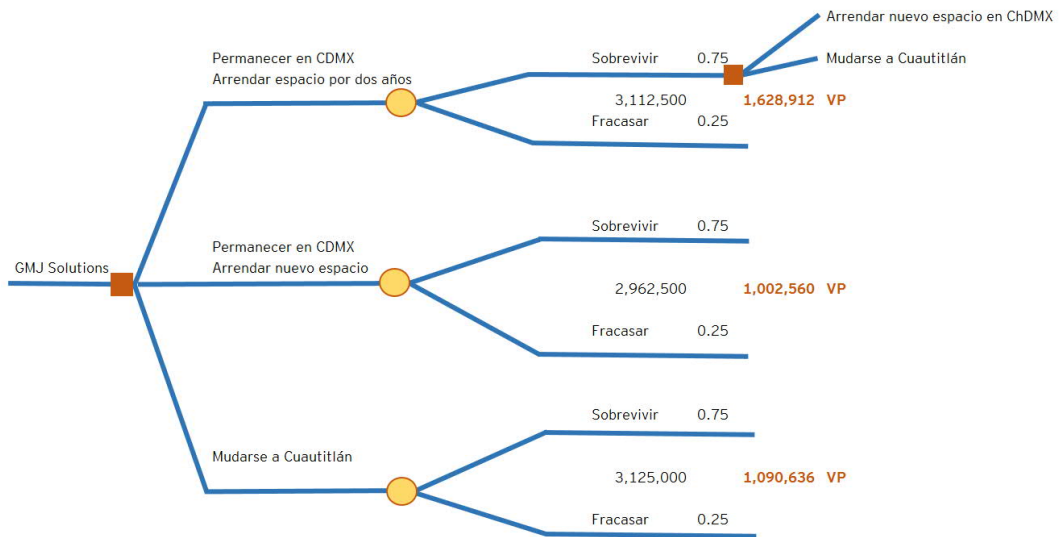 Arrendar nuevo espacio en ChDMX
Permanecer en CDMX
Arrendar espacio por dos años
Sobrevivir 0.75
Mudarse a Cuautitlán
3,112,500 1,628,912 VP
Fracasar 0.25
Sobrevivir 0.75
Permanecer en CDMX
Arrendar nuevo espacio
GMJ Solutions
2,962,500 1,002,560 VP
Fracasar 0.25
Sobrevivir 0.75
Mudarse a Cuautitlán
3,125,000 1,090,636 VP
Fracasar 0.25